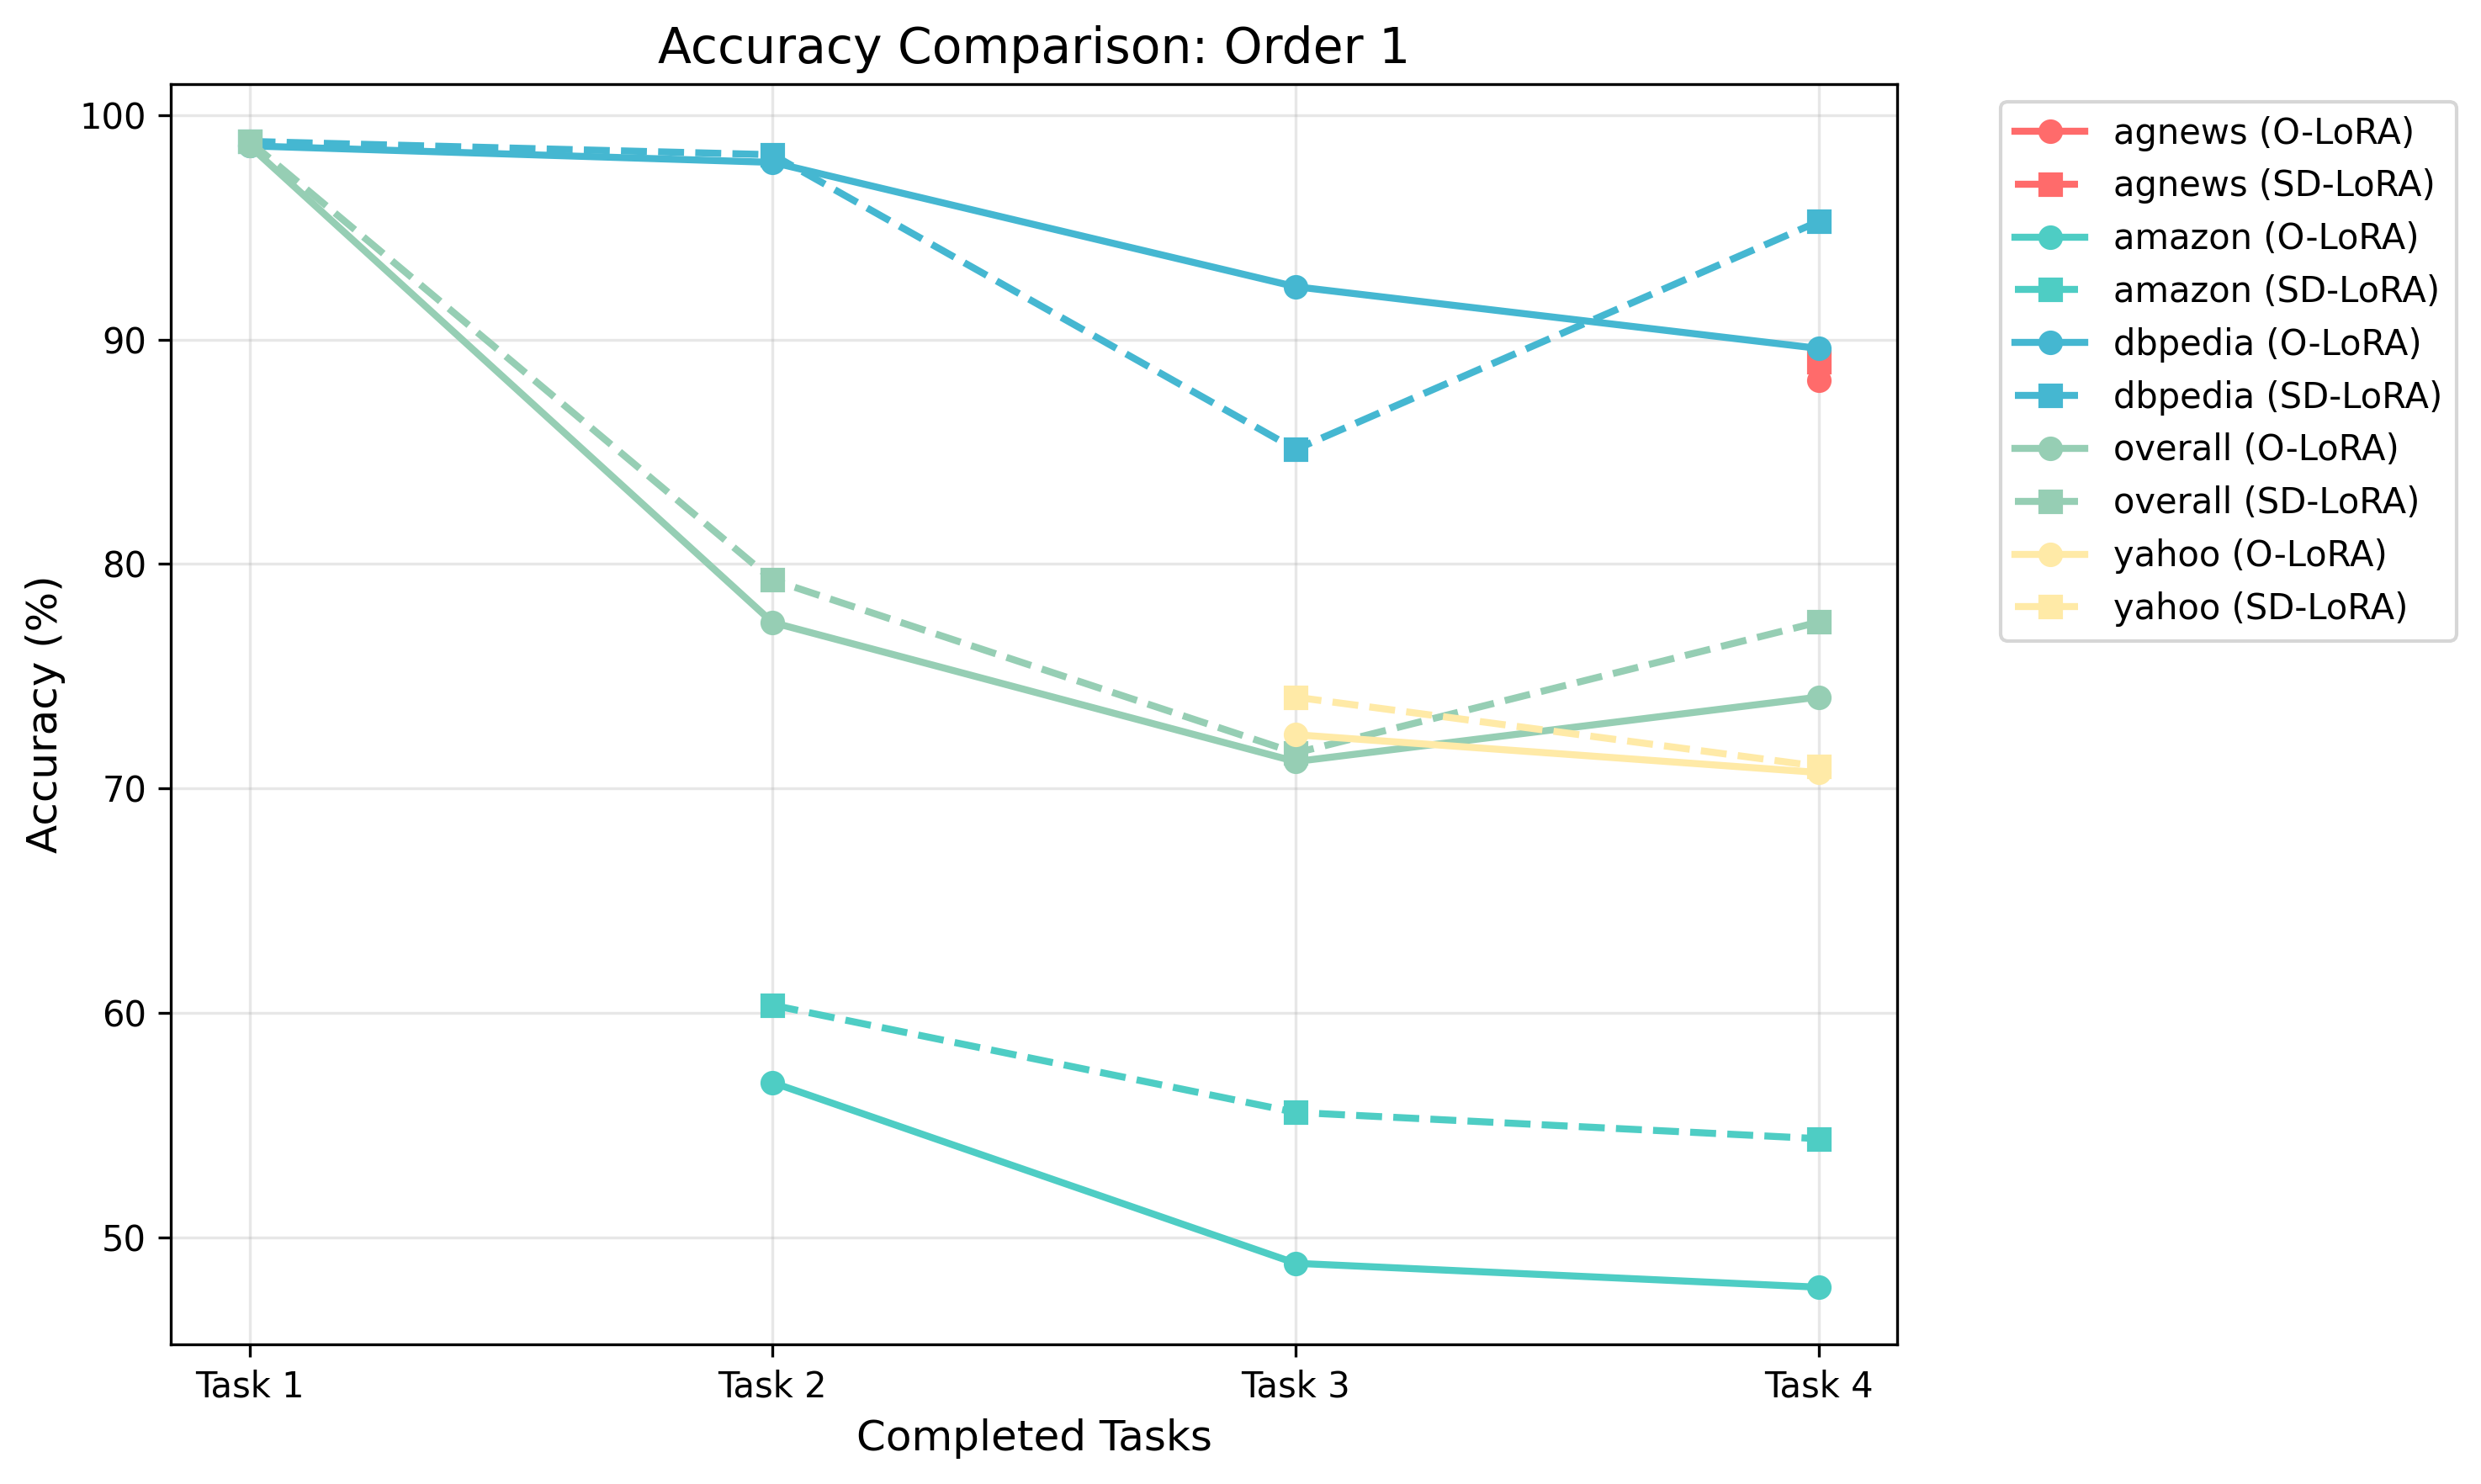 Accuracy Comparison: Order 1
Accuracy (%)
100
90
80
70
60
50
Task 1
Task 2
Task 3
Task 4
Completed Tasks
agnews (O-LoRA)
agnews (SD-LoRA)
amazon (O-LoRA)
amazon (SD-LoRA)
dbpedia (O-LoRA)
dbpedia (SD-LoRA)
overall (O-LoRA)
overall (SD-LoRA)
yahoo (O-LoRA)
yahoo (SD-LoRA)